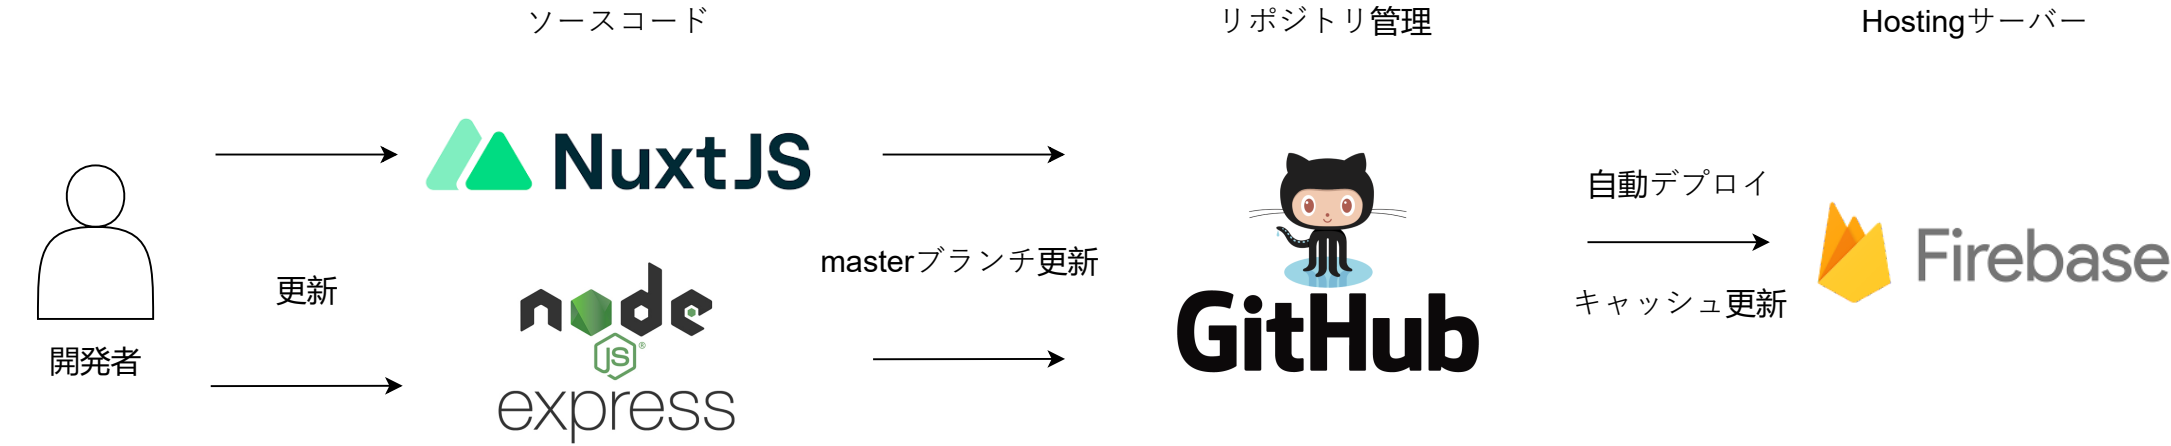 ソースコード
リポジトリ管理
Hostingサーバー
NuxtJS
自動デプロイ
Firebase
masterブランチ更新
更新
node
JS
®
GitHub
キャッシュ更新
開発者
express